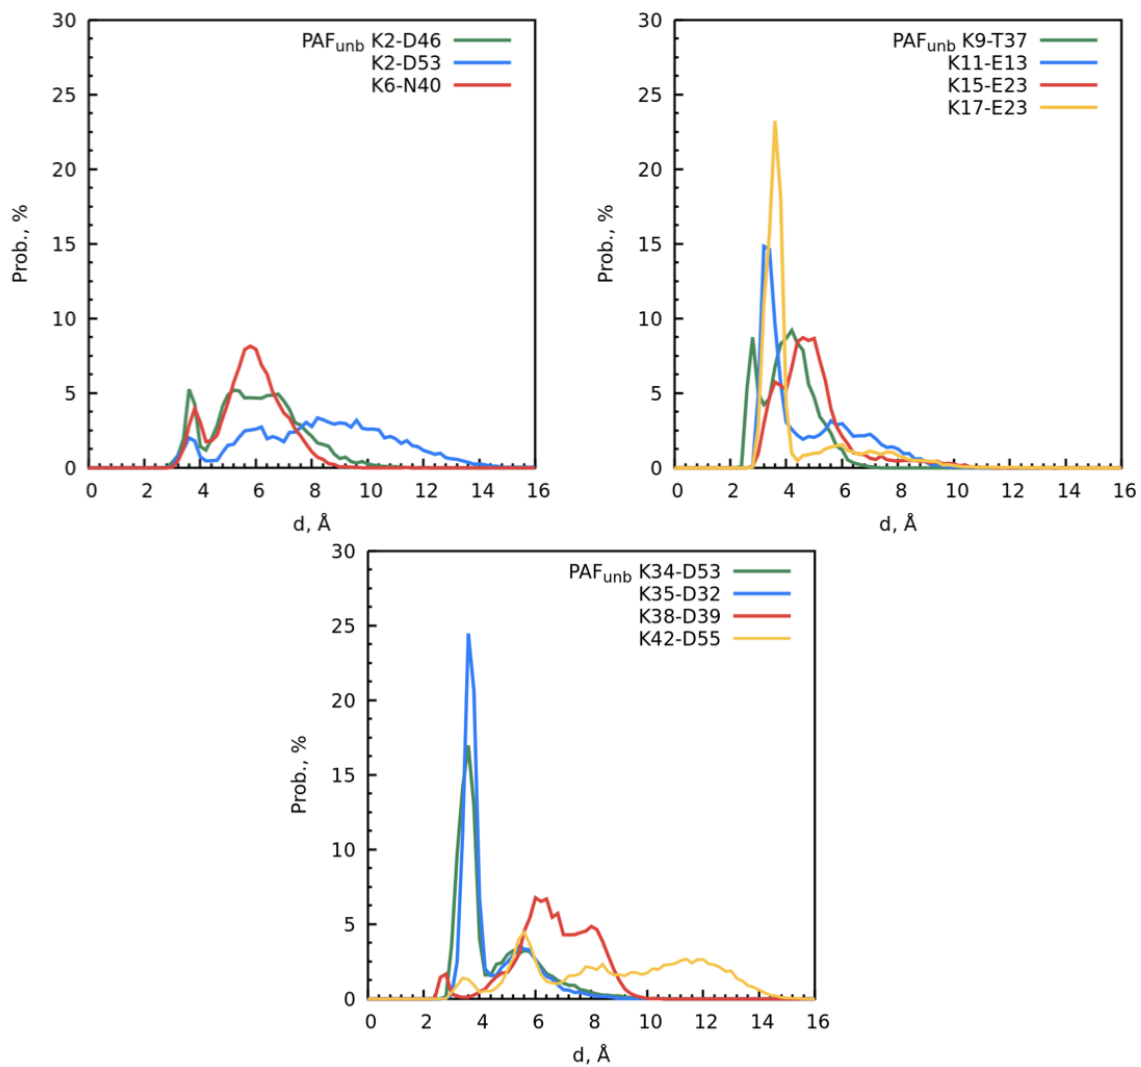 30
25
20
15
10
5
0
Prob., %
PAFunb K2-D46
K2-D53
K6-N40
0 2 4 6 8 10 12 14 16
d, Å
30
25
20
15
10
5
0
Prob., %
PAFunb K9-T37
K11-E13
K15-E23
K17-E23
0 2 4 6 8 10 12 14 16
d, Å
30
25
20
15
10
5
0
Prob., %
PAFunb K34-D53
K35-D32
K38-D39
K42-D55
0 2 4 6 8 10 12 14 16
d, Å